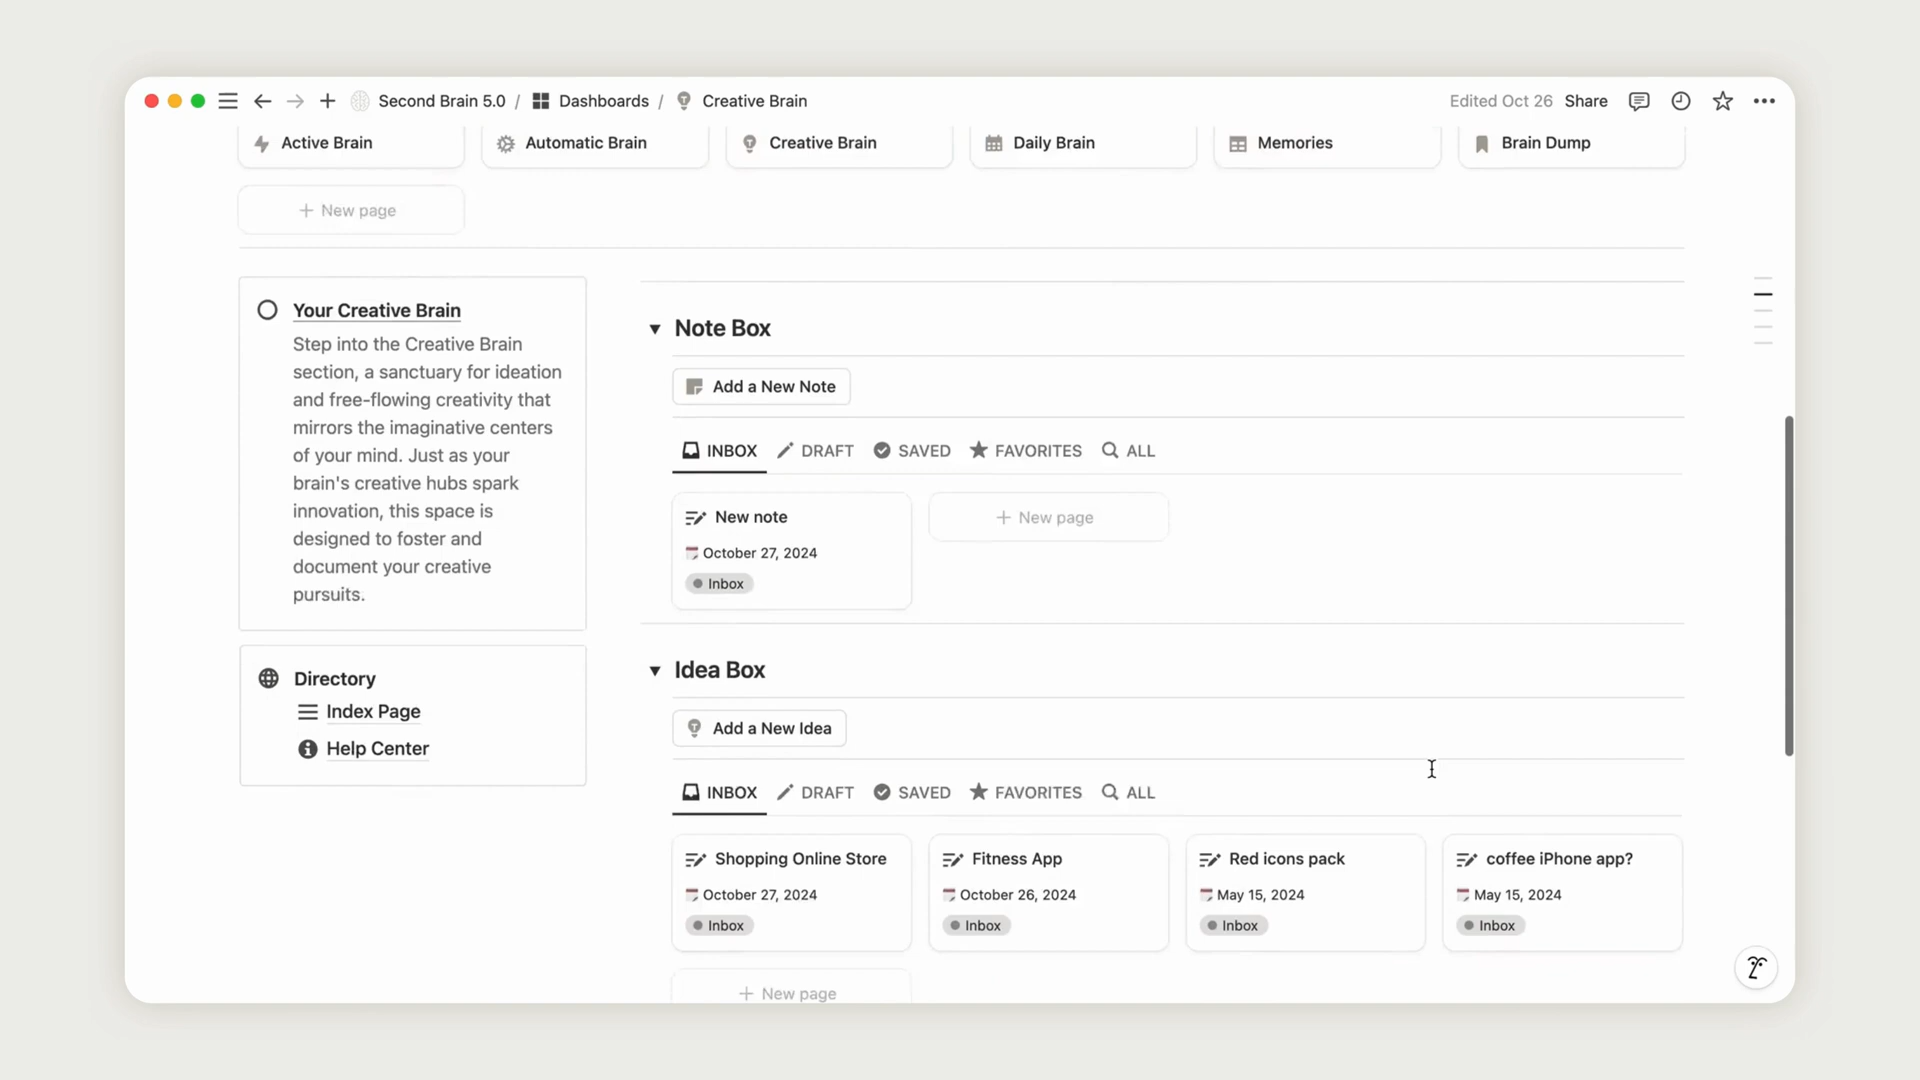 Second Brain 5.0 / Dashboards / Creative Brain
Edited Oct 26 Share
Active Brain
Automatic Brain
Creative Brain
Daily Brain
Memories
Brain Dump
+ New page
Your Creative Brain
Step into the Creative Brain
section, a sanctuary for ideation
and free-flowing creativity that
mirrors the imaginative centers
of your mind. Just as your
brain's creative hubs spark
innovation, this space is
designed to foster and
document your creative
pursuits.
Directory
Index Page
Help Center
Note Box
Add a New Note
INBOX DRAFT SAVED FAVORITES ALL
New note
October 27, 2024
Inbox
+ New page
Idea Box
Add a New Idea
INBOX DRAFT SAVED FAVORITES ALL
Shopping Online Store
October 27, 2024
Inbox
Fitness App
October 26, 2024
Inbox
Red icons pack
May 15, 2024
Inbox
coffee iPhone app?
May 15, 2024
Inbox
+ New page